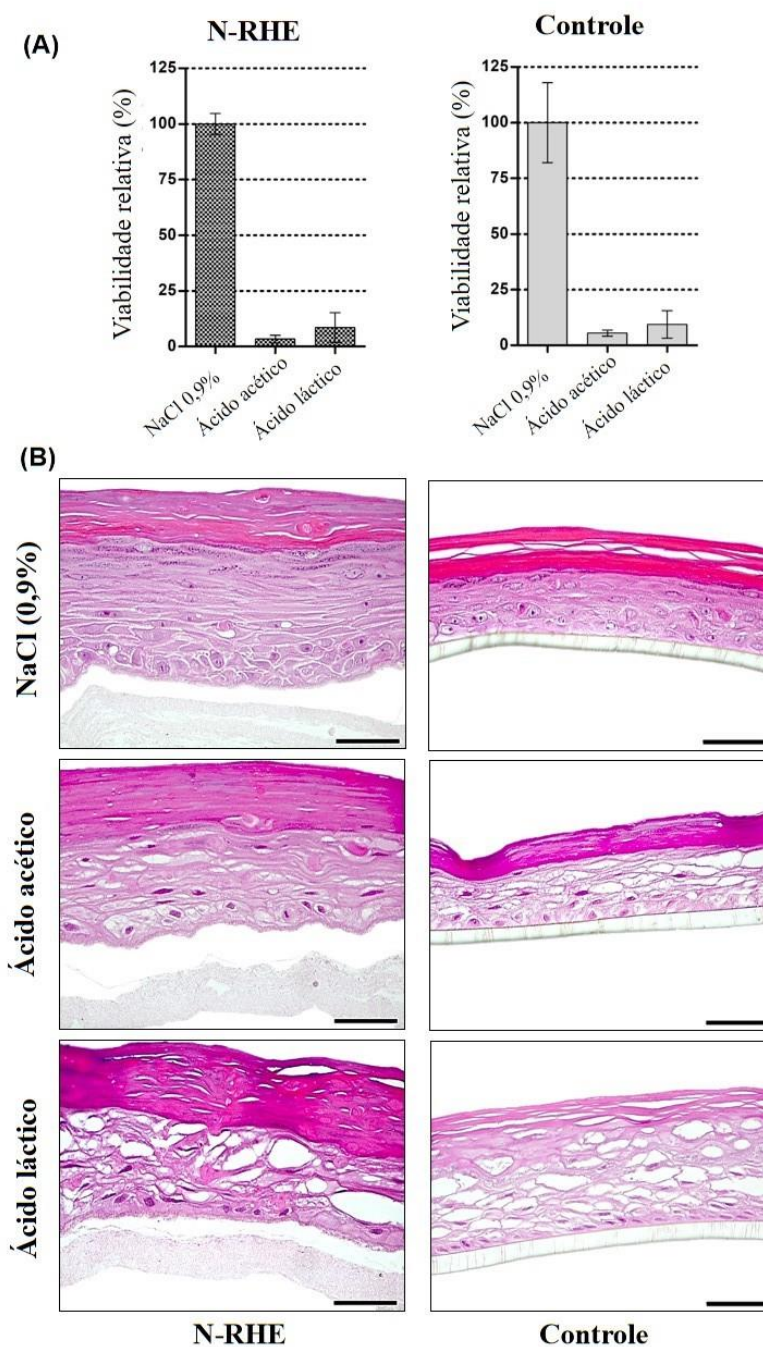 (A)
N-RHE
Viabilidade relativa (%)
125
100
75
50
25
0
NaCl 0,9%
Ácido acético
Ácido láctico
Controle
Viabilidade relativa (%)
125
100
75
50
25
0
NaCl 0,9%
Ácido acético
Ácido láctico
(B)
NaCl (0,9%)
Ácido acético
Ácido láctico
N-RHE
Controle